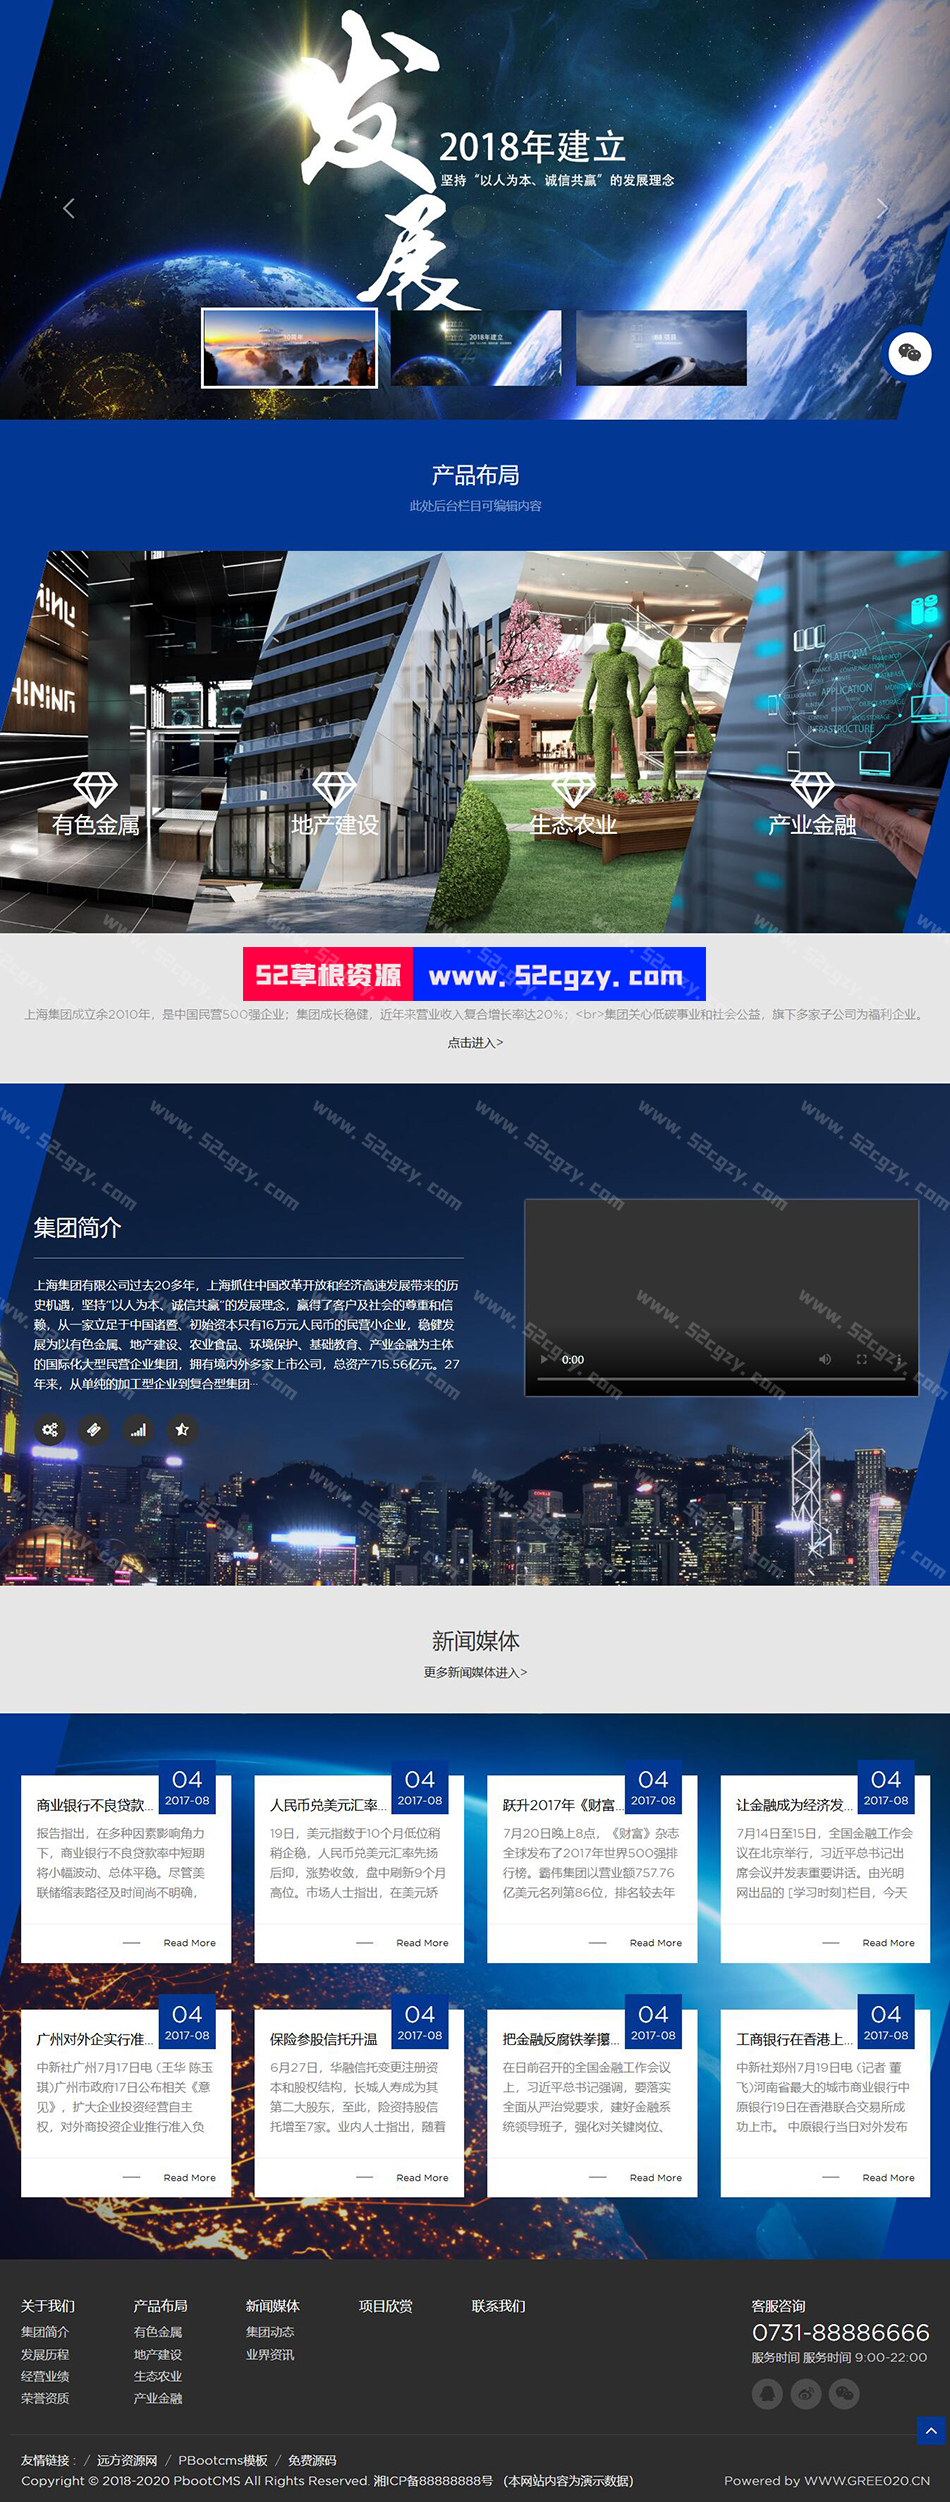 发展
2018年建立
坚持“以人为本、诚信共赢”的发展理念
2018年建立
产品布局
此处后台栏目可编辑内容
MINING
HINING
PLATFORM
Research
APPLICATION
INFRASTRUCTURE
有色金属
地产建设
生态农业
产业金融
52草根资源 www.52cgzy.com
上海集团成立余2010年，是中国民营500强企业；集团成长稳健，近年来营业收入复合增长率达20%；<br>集团关心低碳事业和社会公益，旗下多家子公司为福利企业。
点击进入>
集团简介
上海集团有限公司过去20多年，上海抓住中国改革开放和经济高速发展带来的历
史机遇，坚持“以人为本、诚信共赢”的发展理念，赢得了客户及社会的尊重和信
赖，从一家立足于中国诸暨、初始资本只有16万元人民币的民营小企业，稳健发
展为以有色金属、地产建设、农业食品、环境保护、基础教育、产业金融为主体
的国际化大型民营企业集团，拥有境内外多家上市公司，总资产715.56亿元。27
年来，从单纯的加工型企业到复合型集团…
0:00
新闻媒体
更多新闻媒体进入>
04
2017-08
商业银行不良贷款...
报告指出，在多种因素影响角力
下，商业银行不良贷款率中短期
将小幅波动、总体平稳。尽管美
联储缩表路径及时间尚不明确，
Read More
04
2017-08
人民币兑美元汇率...
19日，美元指数于10个月低位稍
稍企稳，人民币兑美元汇率先扬
后抑，涨势收敛，盘中刷新9个月
高位。市场人士指出，在美元矫
Read More
04
2017-08
跃升2017年《财富...
7月20日晚上8点，《财富》杂志
全球发布了2017年世界500强排
行榜。霸伟集团以营业额757.76
亿美元名列第86位，排名较去年
Read More
04
2017-08
让金融成为经济发...
7月14日至15日，全国金融工作会
议在北京举行，习近平总书记出
席会议并发表重要讲话。由光明
网出品的 [学习时刻]栏目，今天
Read More
04
2017-08
广州对外企实行准...
中新社广州7月17日电 (王华 陈玉
琪)广州市政府17日公布相关《意
见》，扩大企业投资经营自主
权，对外商投资企业推行准入负
Read More
04
2017-08
保险参股信托升温
6月27日，华融信托变更注册资
本和股权结构，长城人寿成为其
第二大股东，至此，险资持股信
托增至7家。业内人士指出，随着
Read More
04
2017-08
把金融反腐铁拳攥...
在日前召开的全国金融工作会议
上，习近平总书记强调，要落实
全面从严治党要求，建好金融系
统领导班子，强化对关键岗位、
Read More
04
2017-08
工商银行在香港上...
中新社郑州7月19日电 (记者 董
飞)河南省最大的城市商业银行中
原银行19日在香港联合交易所成
功上市。 中原银行当日对外发布
Read More
关于我们
集团简介
发展历程
经营业绩
荣誉资质
产品布局
有色金属
地产建设
生态农业
产业金融
新闻媒体
集团动态
业界资讯
项目欣赏
联系我们
客服咨询
0731-88886666
服务时间 服务时间 9:00-22:00
友情链接： / 远方资源网 / PBootcms模板 / 免费源码
Copyright © 2018-2020 PbootCMS All Rights Reserved. 湘ICP备88888888号 (本网站内容为演示数据)
Powered by WWW.GREE020.CN